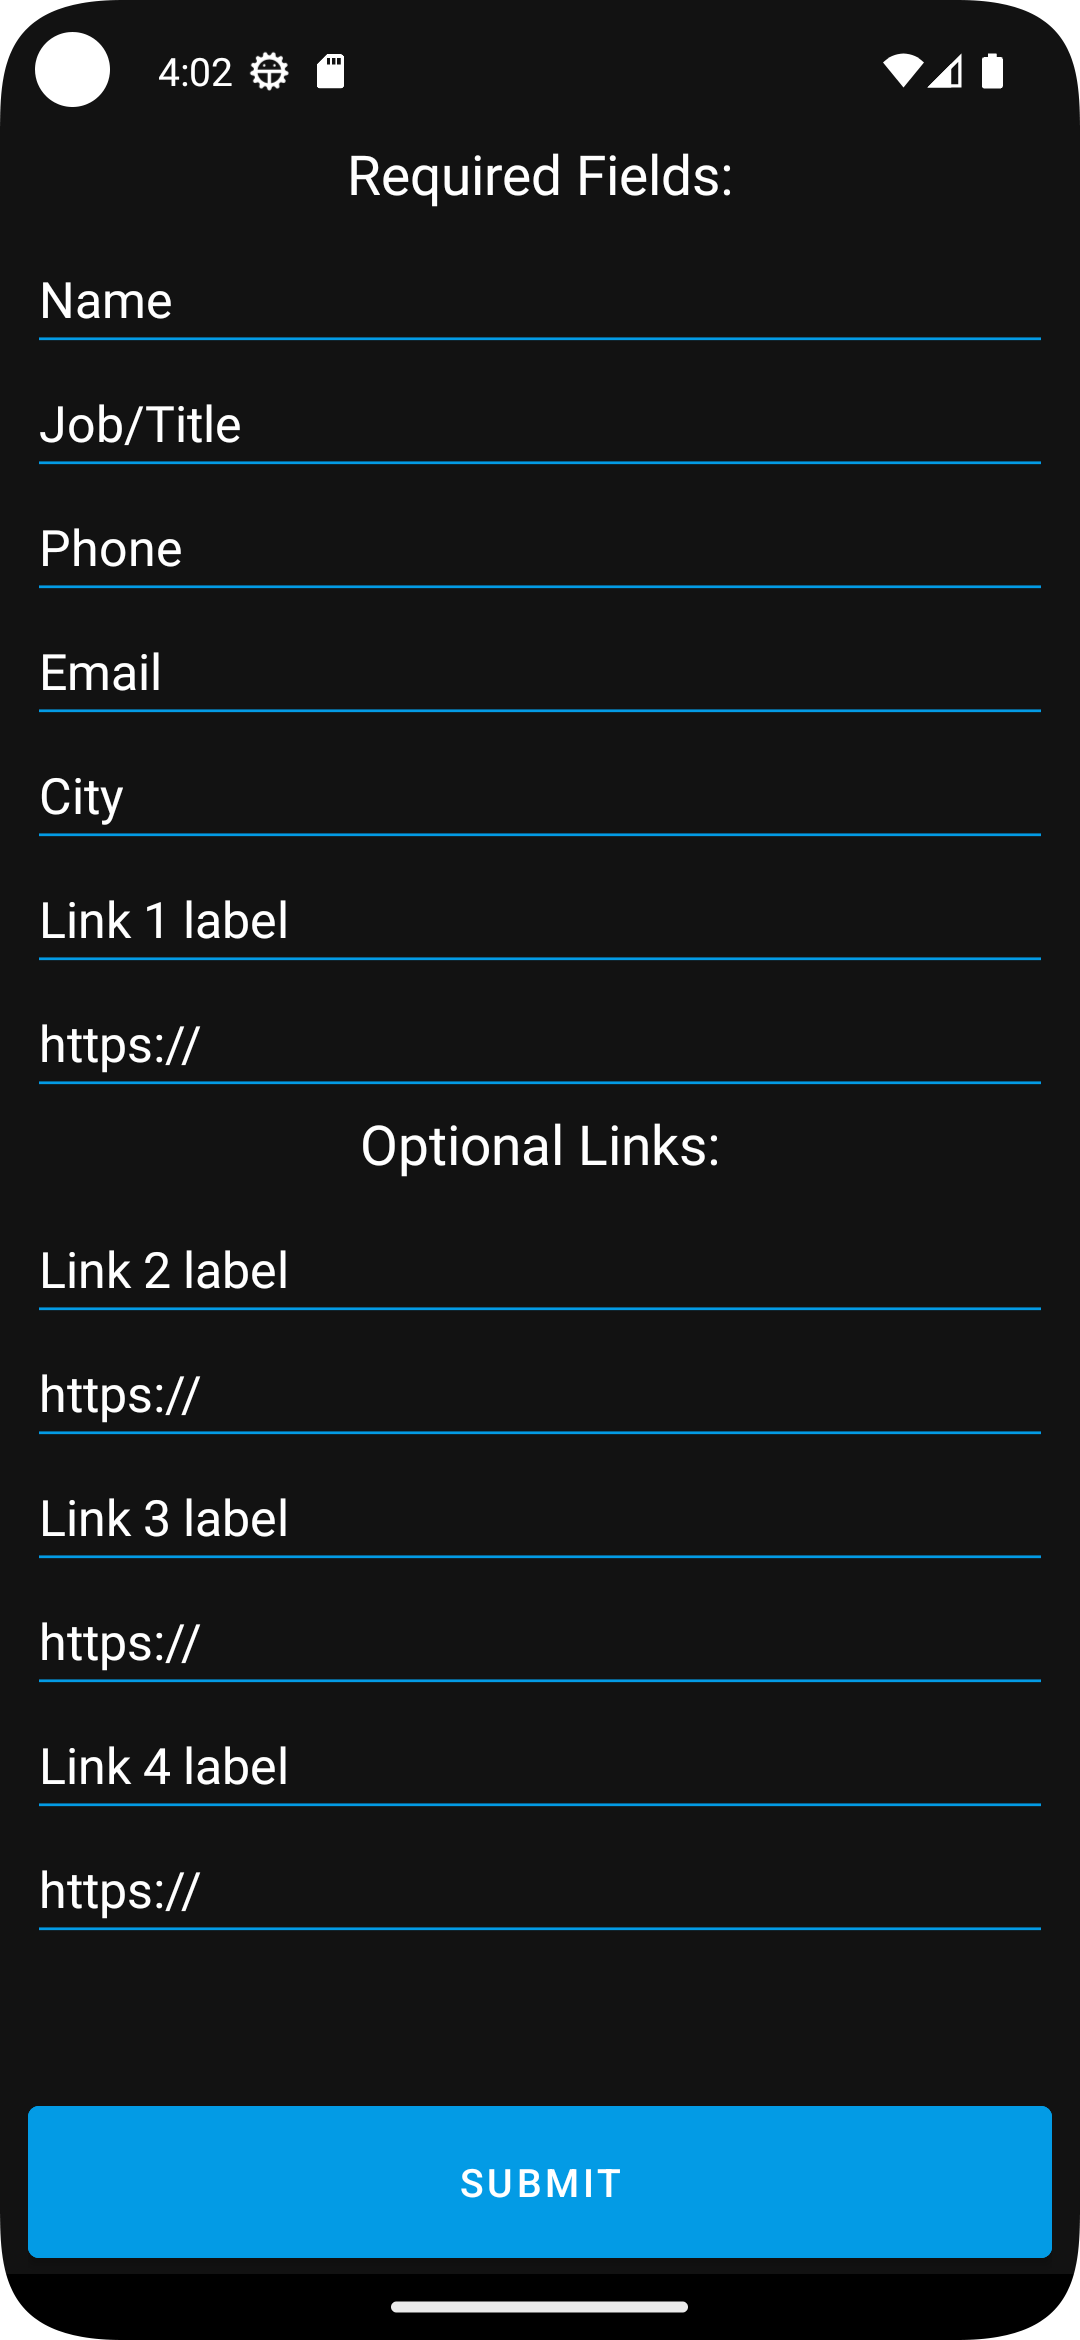 4:02
Required Fields:
Name
Job/Title
Phone
Email
City
Link 1 label
https://
Optional Links:
Link 2 label
https://
Link 3 label
https://
Link 4 label
https://
SUBMIT